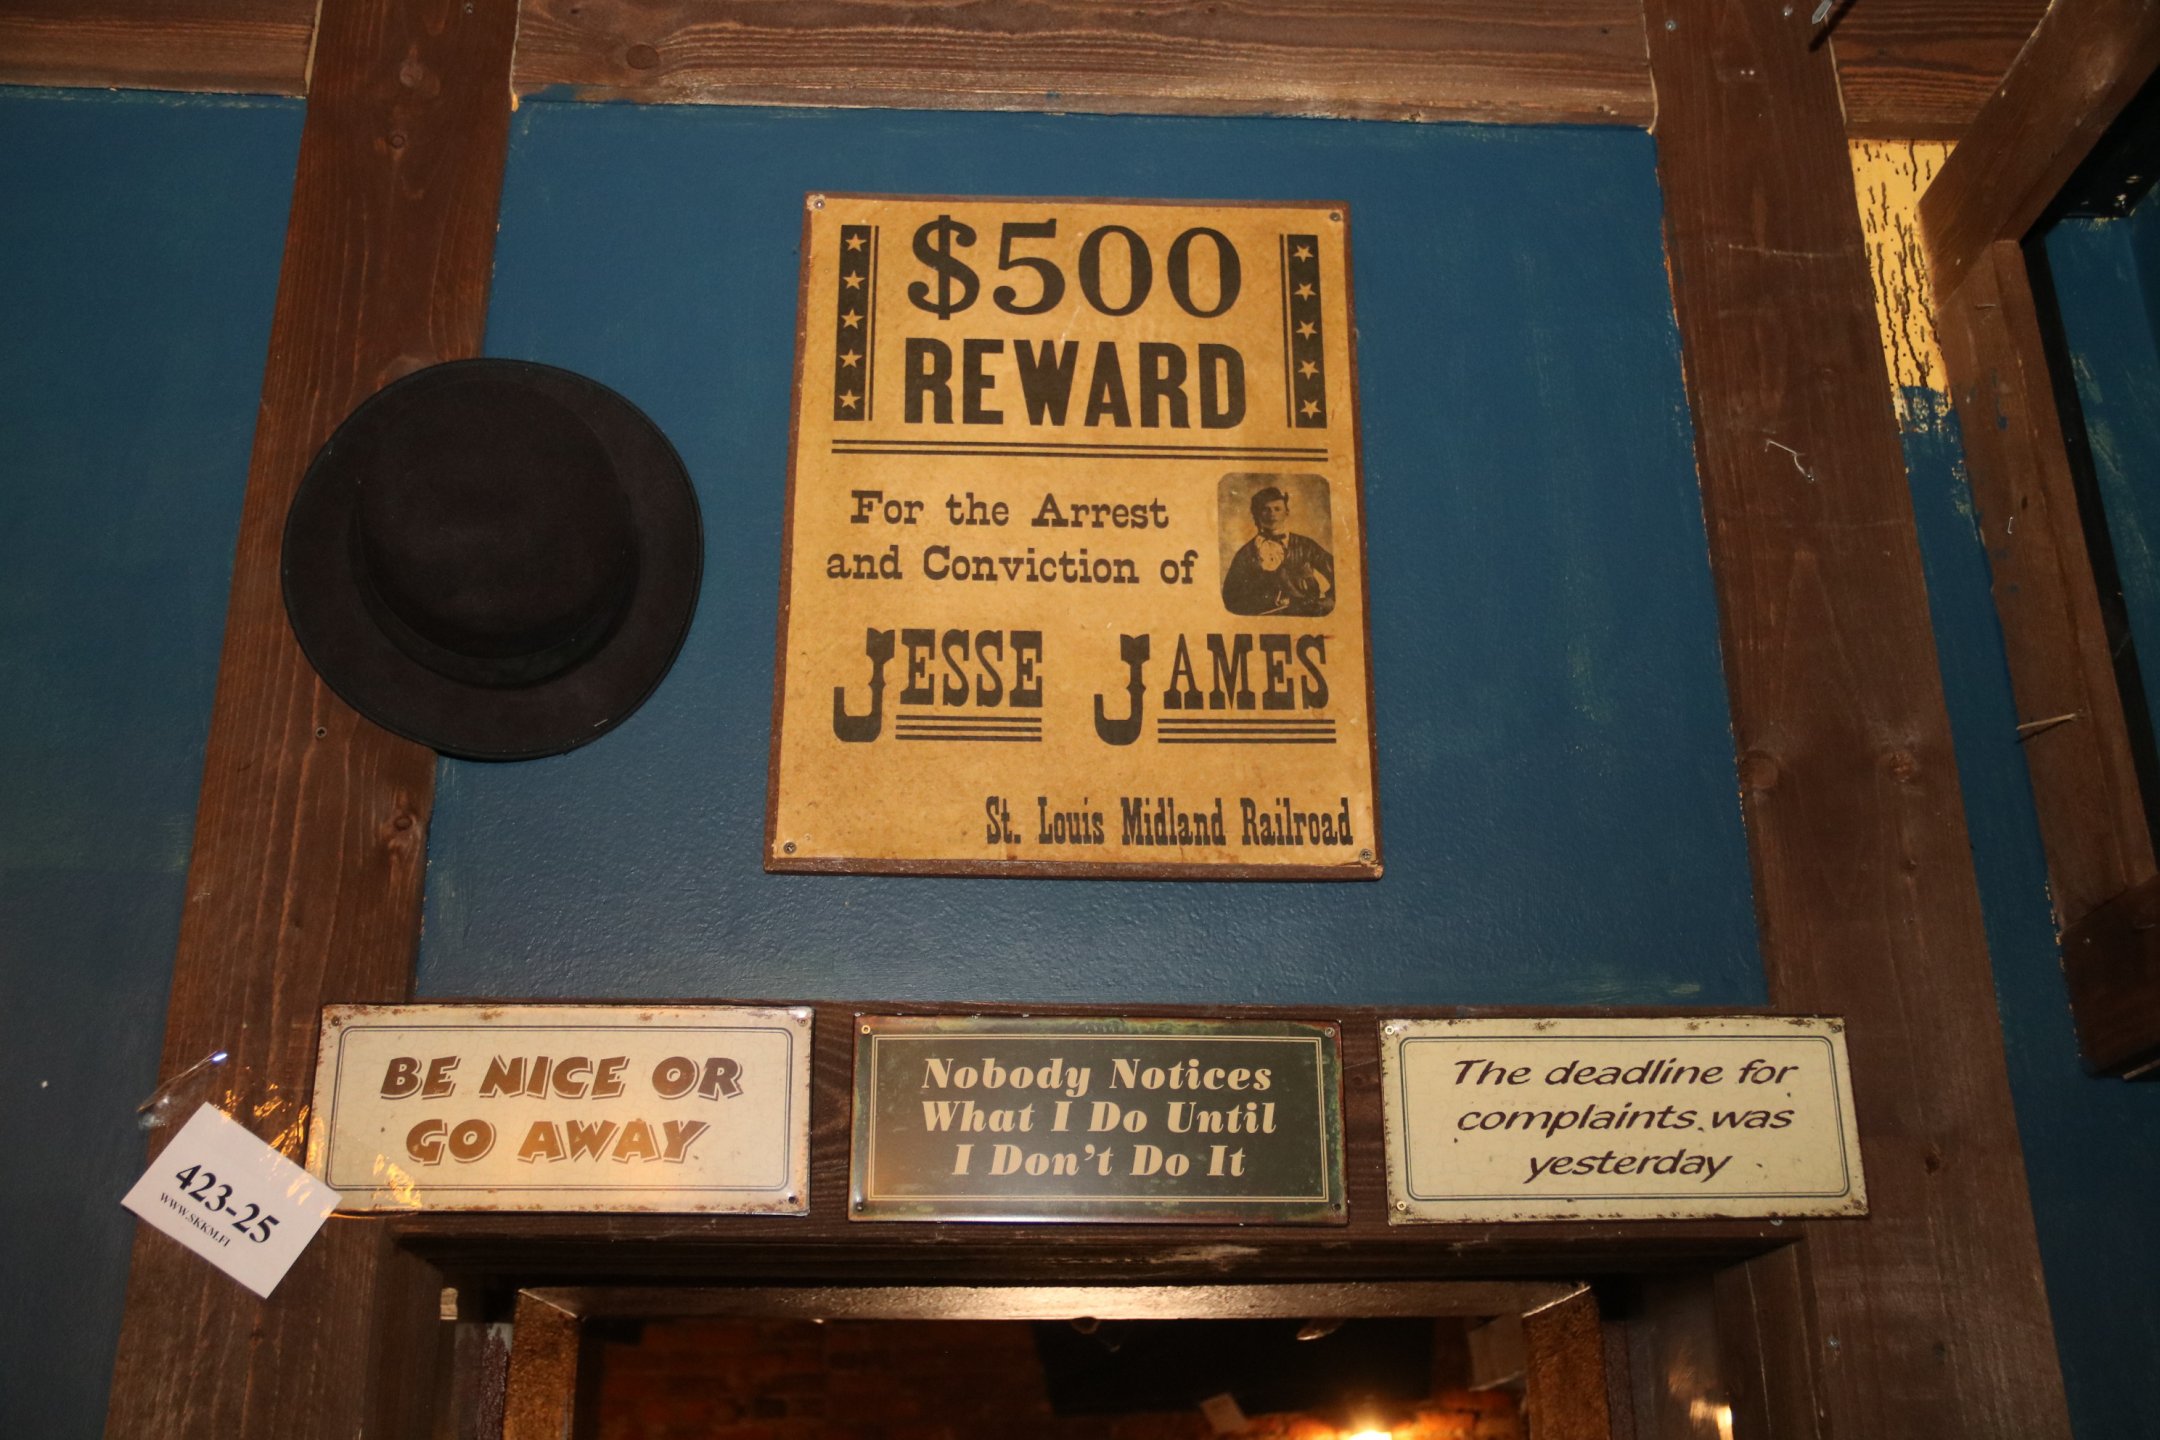 $500
REWARD
For the Arrest
and Conviction of
JESSE JAMES
St. Louis Midland Railroad
BE NICE OR
GO AWAY
Nobody Notices
What I Do Until
I Don't Do It
The deadline for
complaints was
yesterday
423-25
WWW.SKKM.FI